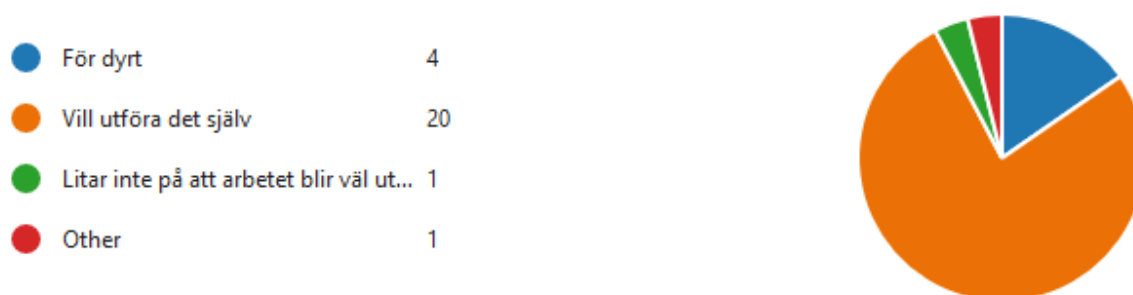 För dyrt 4
Vill utföra det själv 20
Litar inte på att arbetet blir väl ut... 1
Other 1